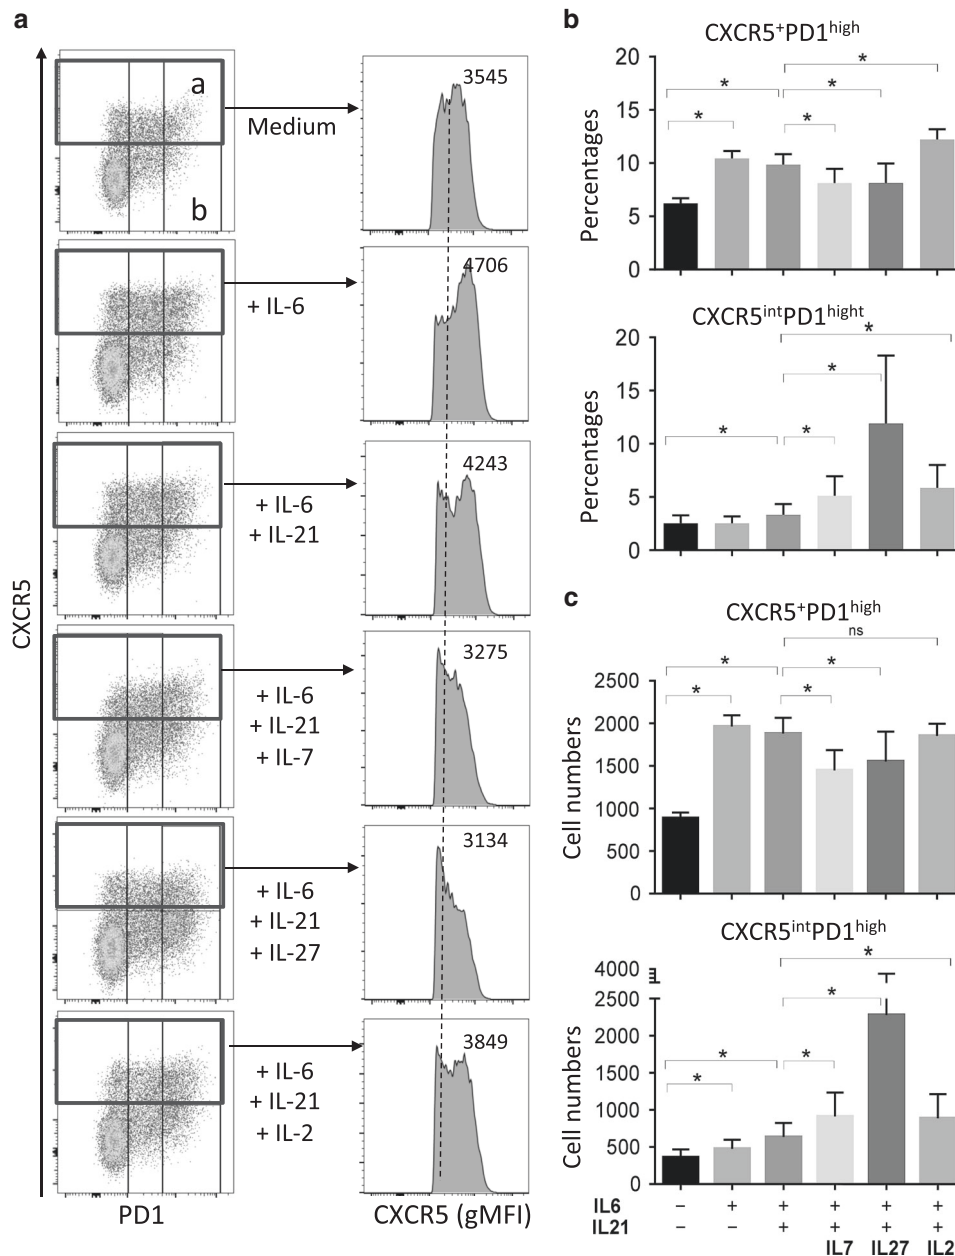 a
CXCR5
a
b
Medium
3545
+ IL-6
4706
+ IL-6
+ IL-21
4243
+ IL-6
+ IL-21
+ IL-7
3275
+ IL-6
+ IL-21
+ IL-27
3134
+ IL-6
+ IL-21
+ IL-2
3849
PD1
CXCR5 (gMFI)
b
CXCR5+PD1high
Percentages
20
15
10
5
0
* * * * *
CXCR5intPD1hight
Percentages
20
15
10
5
0
* * * *
c
CXCR5+PD1high
Cell numbers
2500
2000
1500
1000
500
0
* * * * ns
CXCR5intPD1high
Cell numbers
4000
2500
2000
1500
1000
500
0
* * * * *
IL6 – + + + + +
IL21 – – + + + +
IL7 IL27 IL2